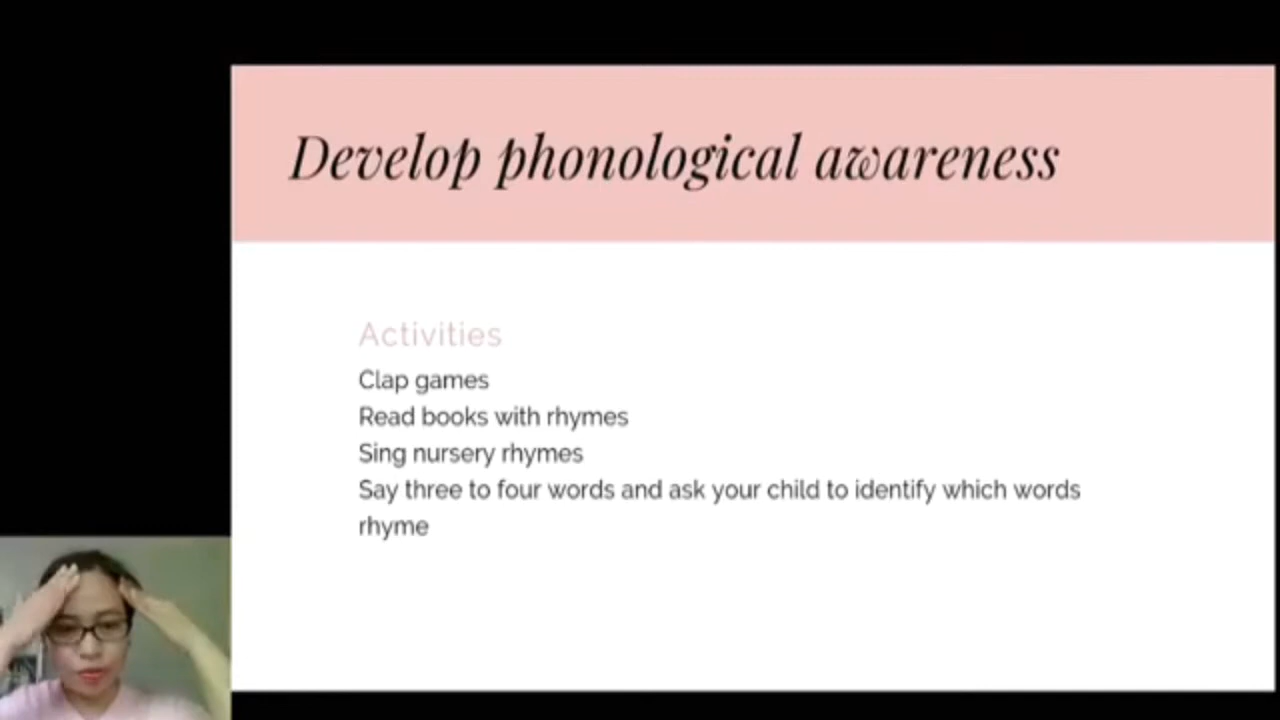 Develop phonological awareness
Activities
Clap games
Read books with rhymes
Sing nursery rhymes
Say three to four words and ask your child to identify which words
rhyme